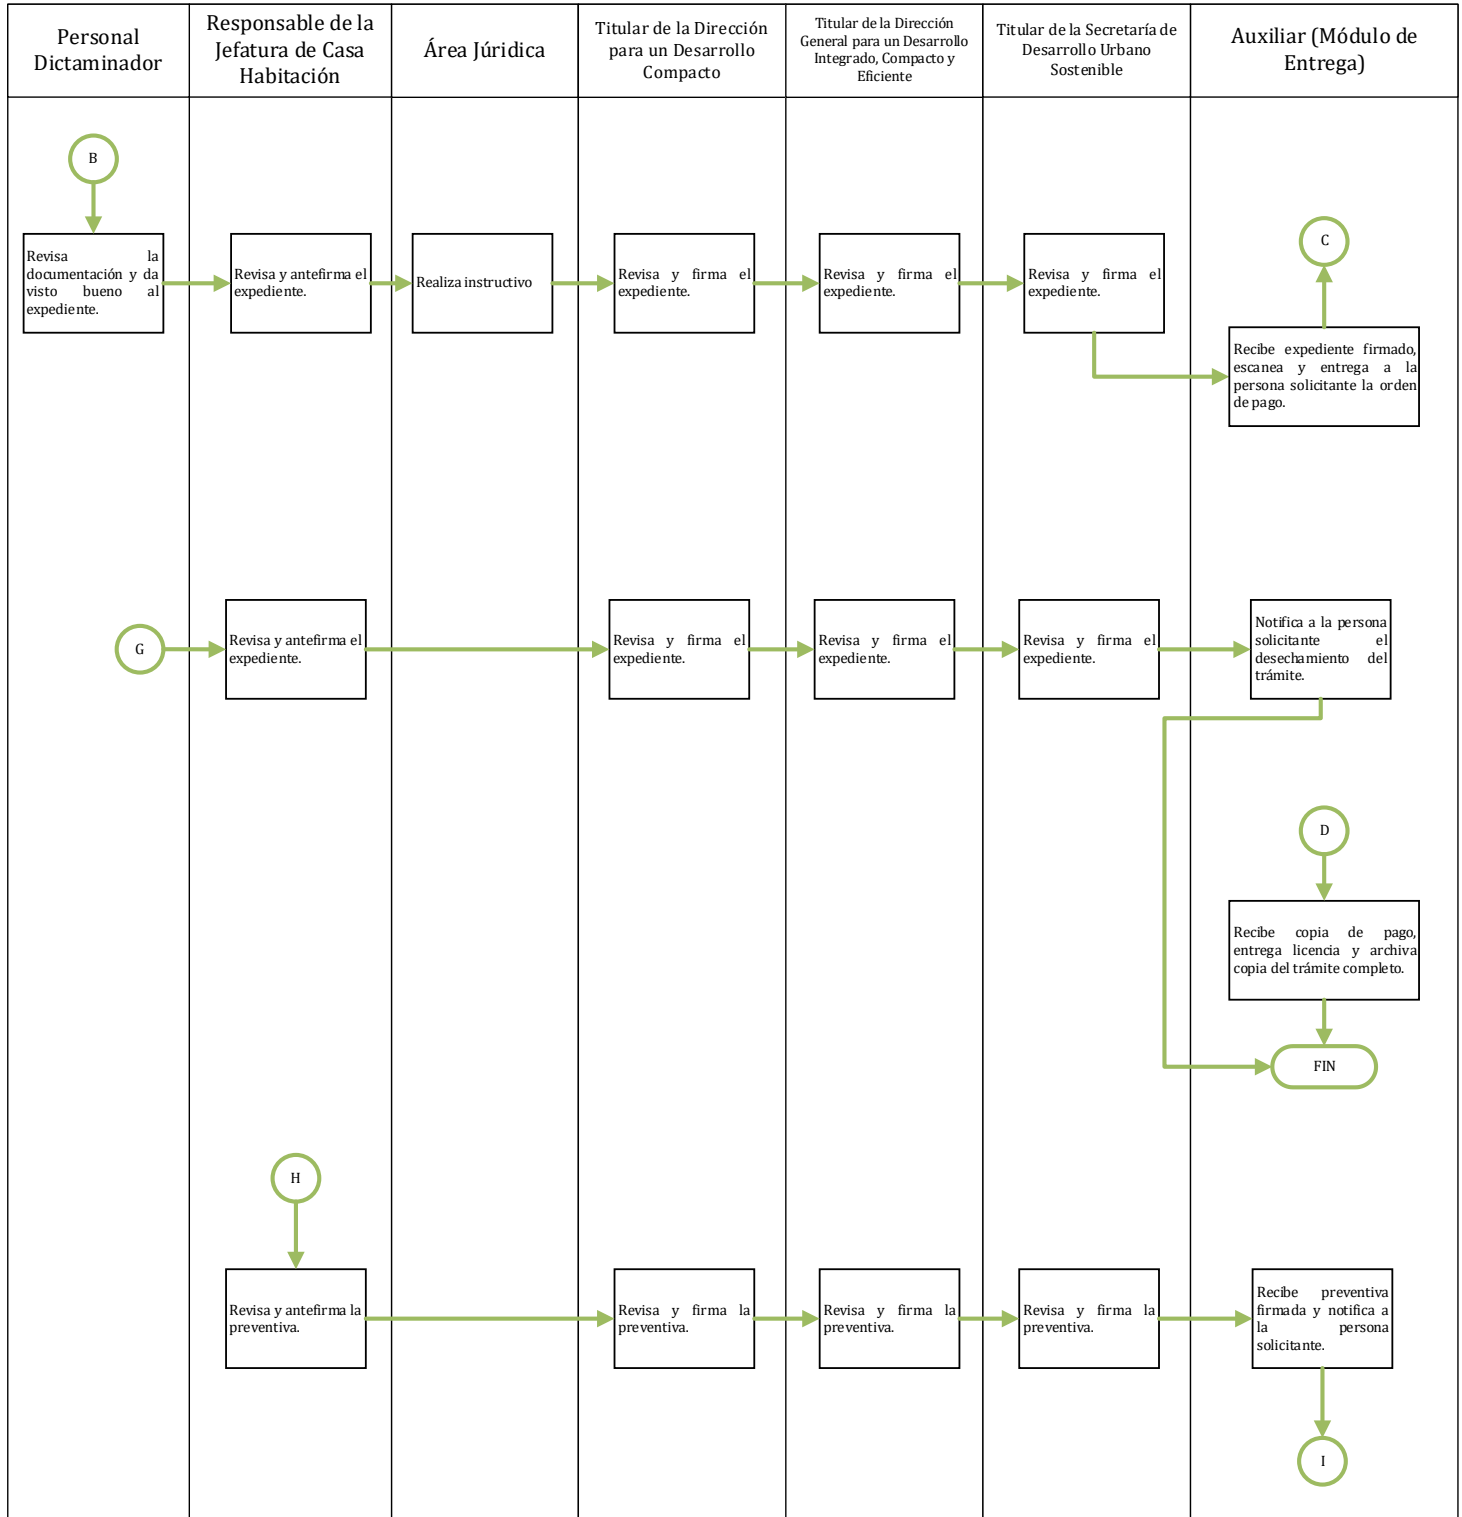 Personal
Dictaminador
Responsable de la
Jefatura de Casa
Habitación
Área Júridica
Titular de la Dirección
para un Desarrollo
Compacto
Titular de la Dirección
General para un Desarrollo
Integrado, Compacto y
Eficiente
Titular de la Secretaría de
Desarrollo Urbano
Sostenible
Auxiliar (Módulo de
Entrega)
B
Revisa la
documentación y da
visto bueno al
expediente.
Revisa y antefirma el
expediente.
Realiza instructivo
Revisa y firma el
expediente.
Revisa y firma el
expediente.
Revisa y firma el
expediente.
C
Recibe expediente firmado,
escanea y entrega a la
persona solicitante la orden
de pago.
G
Revisa y antefirma el
expediente.
Revisa y firma el
expediente.
Revisa y firma el
expediente.
Revisa y firma el
expediente.
Notifica a la persona
solicitante el
desechamiento del
trámite.
D
Recibe copia de pago,
entrega licencia y archiva
copia del trámite completo.
FIN
H
Revisa y antefirma la
preventiva.
Revisa y firma la
preventiva.
Revisa y firma la
preventiva.
Revisa y firma la
preventiva.
Recibe preventiva
firmada y notifica a
la persona
solicitante.
I